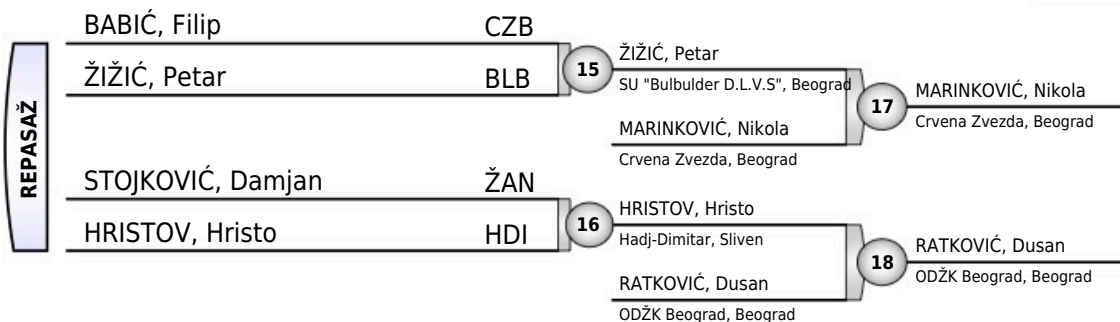 REPASAŽ
BABIĆ, Filip CZB
ŽIŽIĆ, Petar BLB
15
ŽIŽIĆ, Petar
SU "Bulbulder D.L.V.S", Beograd
MARINKOVIĆ, Nikola
Crvena Zvezda, Beograd
17
MARINKOVIĆ, Nikola
Crvena Zvezda, Beograd
STOJKOVIĆ, Damjan ŽAN
HRISTOV, Hristo HDI
16
HRISTOV, Hristo
Hadj-Dimitar, Sliven
RATKOVIĆ, Dusan
ODŽK Beograd, Beograd
18
RATKOVIĆ, Dusan
ODŽK Beograd, Beograd